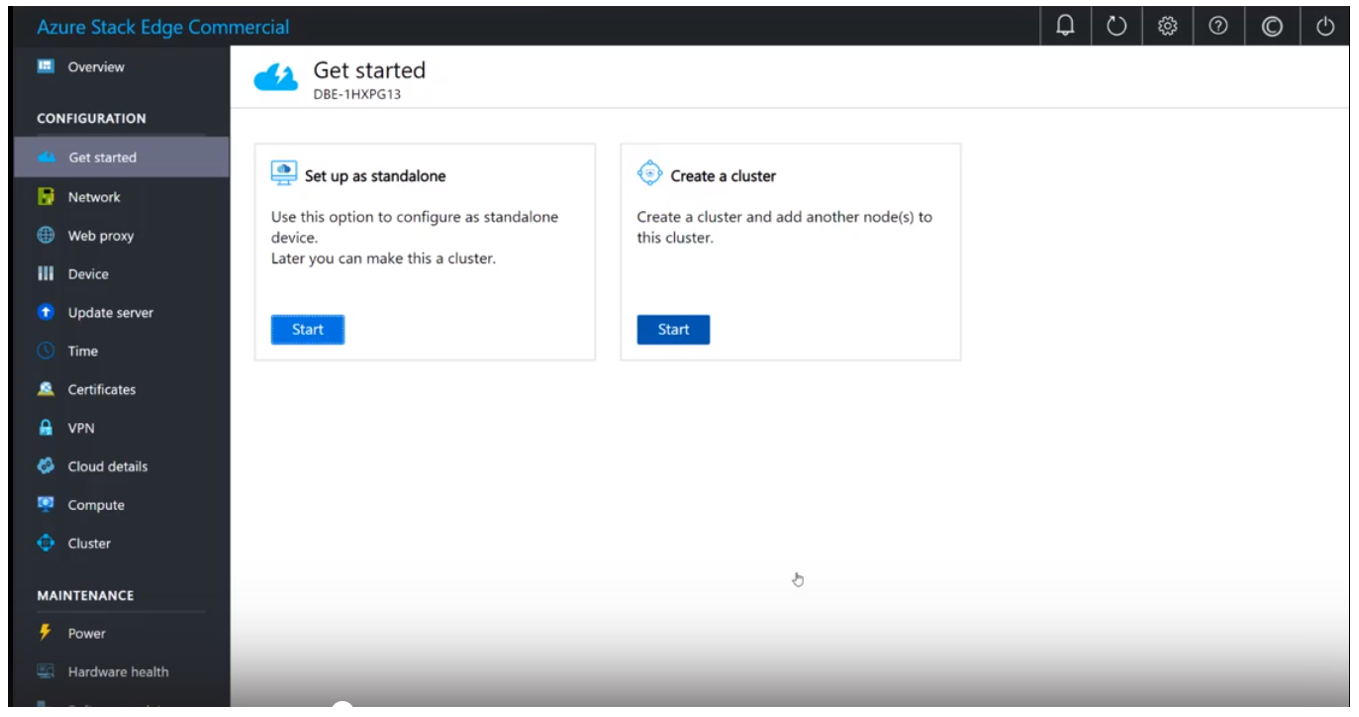 Azure Stack Edge Commercial
Overview
CONFIGURATION
Get started
Network
Web proxy
Device
Update server
Time
Certificates
VPN
Cloud details
Compute
Cluster
MAINTENANCE
Power
Hardware health
Get started
DBE-1HXPG13
Set up as standalone
Use this option to configure as standalone
device.
Later you can make this a cluster.
Start
Create a cluster
Create a cluster and add another node(s) to
this cluster.
Start